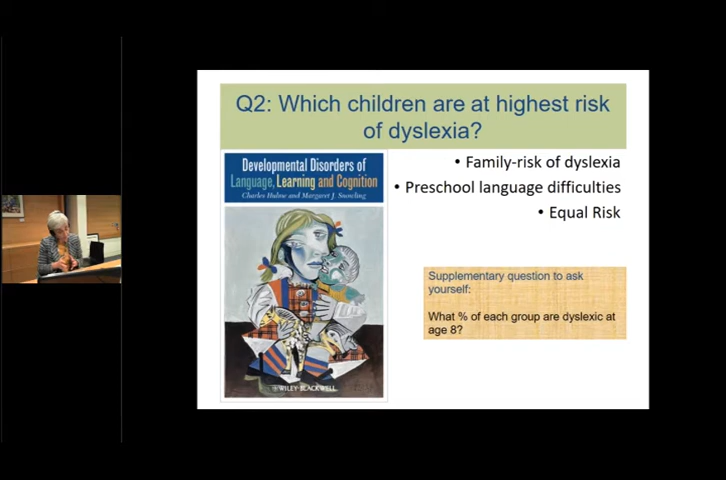 Q2: Which children are at highest risk
of dyslexia?
Developmental Disorders of
Language, Learning and Cognition
Charles Hulme and Margaret J. Snowling
WILEY-BLACKWELL
• Family-risk of dyslexia
• Preschool language difficulties
• Equal Risk
Supplementary question to ask
yourself:
What % of each group are dyslexic at
age 8?